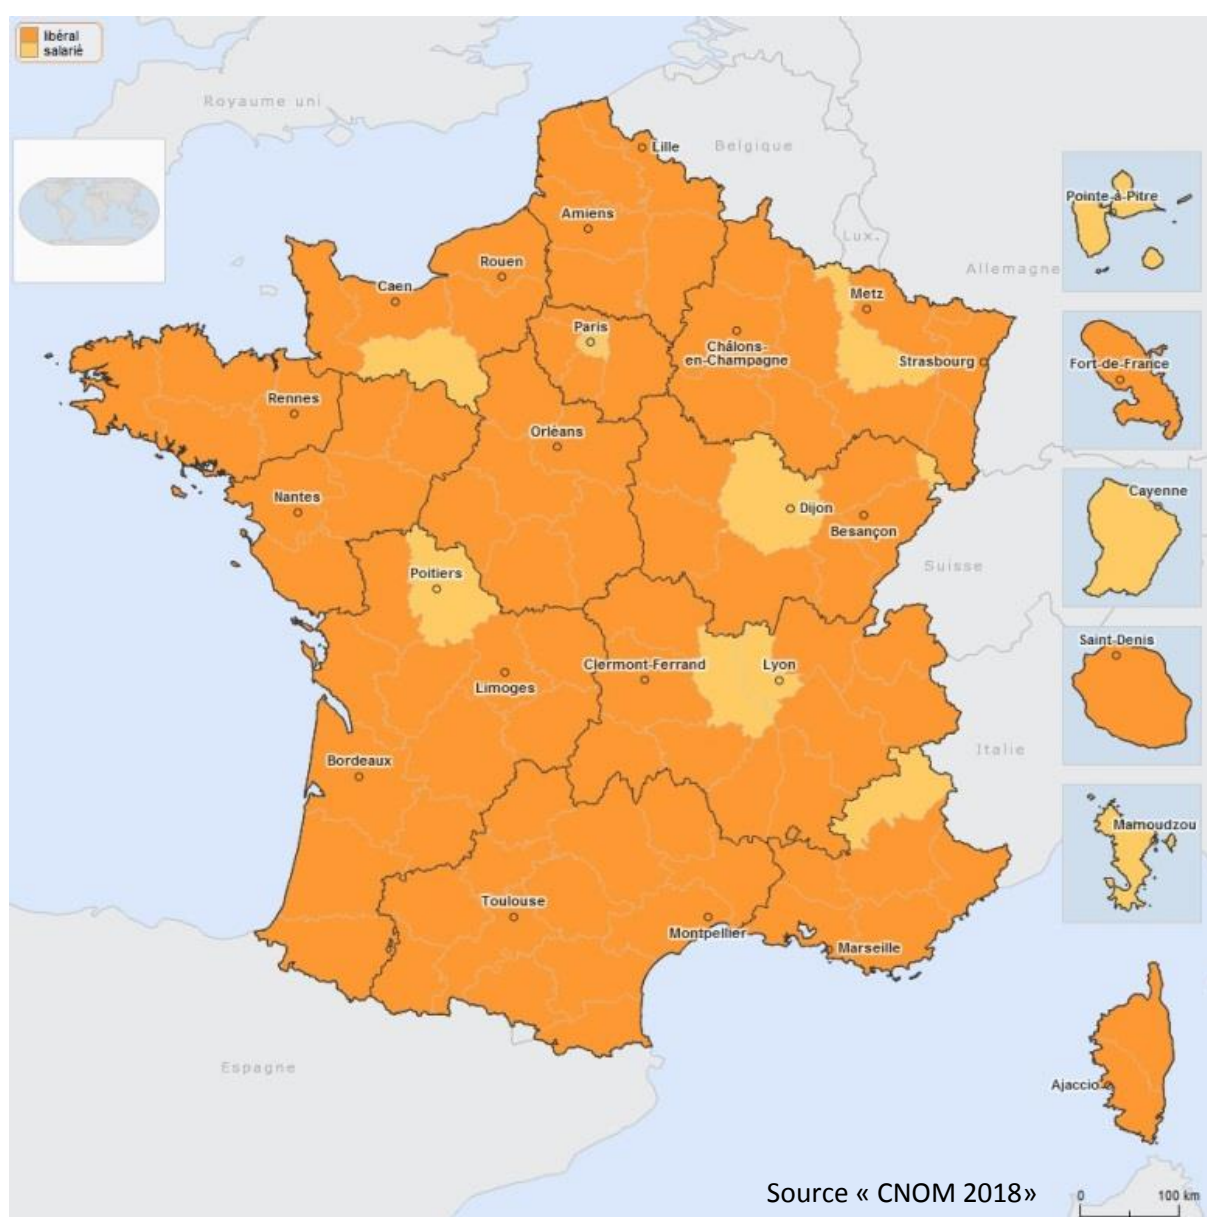 libéral
salarié
Royaume uni
Belgique
Lille
Pointe-à-Pitre
Amiens
Lux.
Allemagne
Rouen
Caen
Metz
Paris
Châlons-
en-Champagne
Strasbourg
Fort-de-France
Rennes
Orléans
Nantes
Dijon
Besançon
Cayenne
Suisse
Poitiers
Saint-Denis
Clermont-Ferrand
Lyon
Limoges
Italie
Bordeaux
Mamoudzou
Toulouse
Montpellier
Marseille
Espagne
Ajaccio
Source « CNOM 2018»
0 100 km